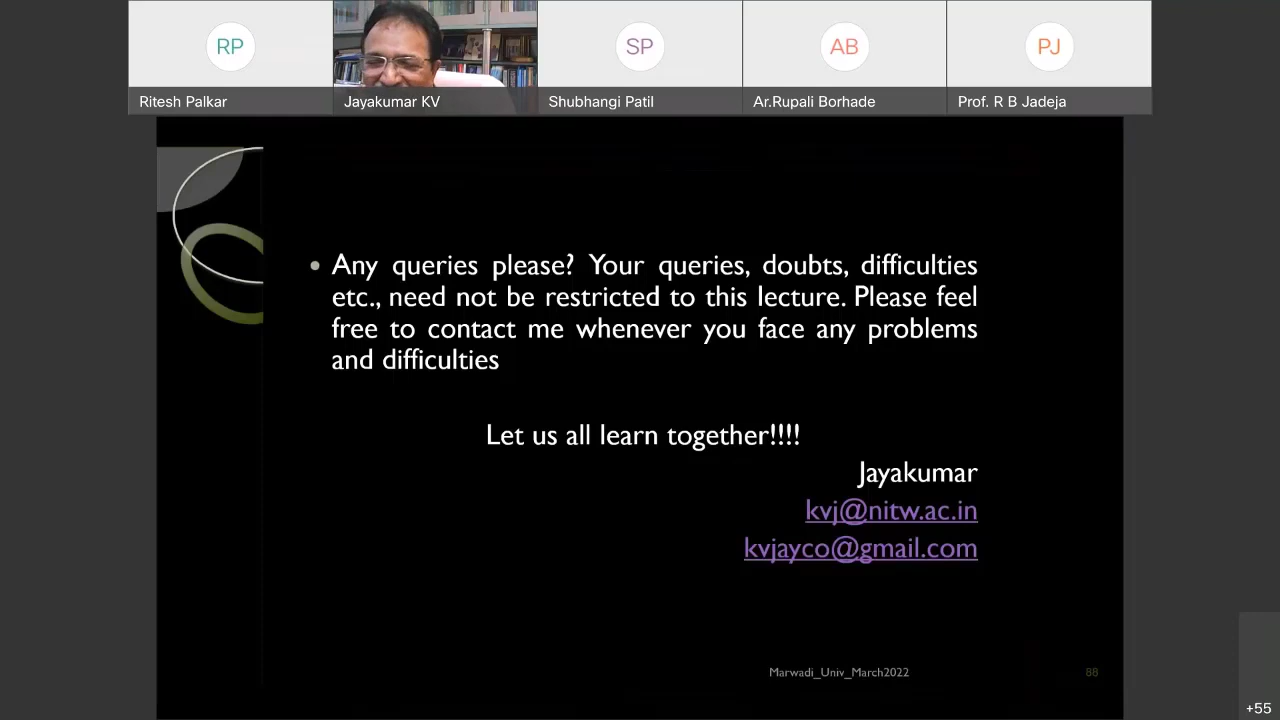 RP
SP
AB
PJ
Ritesh Palkar
Jayakumar KV
Shubhangi Patil
Ar.Rupali Borhade
Prof. R B Jadeja
• Any queries please? Your queries, doubts, difficulties
etc., need not be restricted to this lecture. Please feel
free to contact me whenever you face any problems
and difficulties
Let us all learn together!!!!
Jayakumar
kvj@nitw.ac.in
kvjayco@gmail.com
Marwadi_Univ_March2022
88
+55